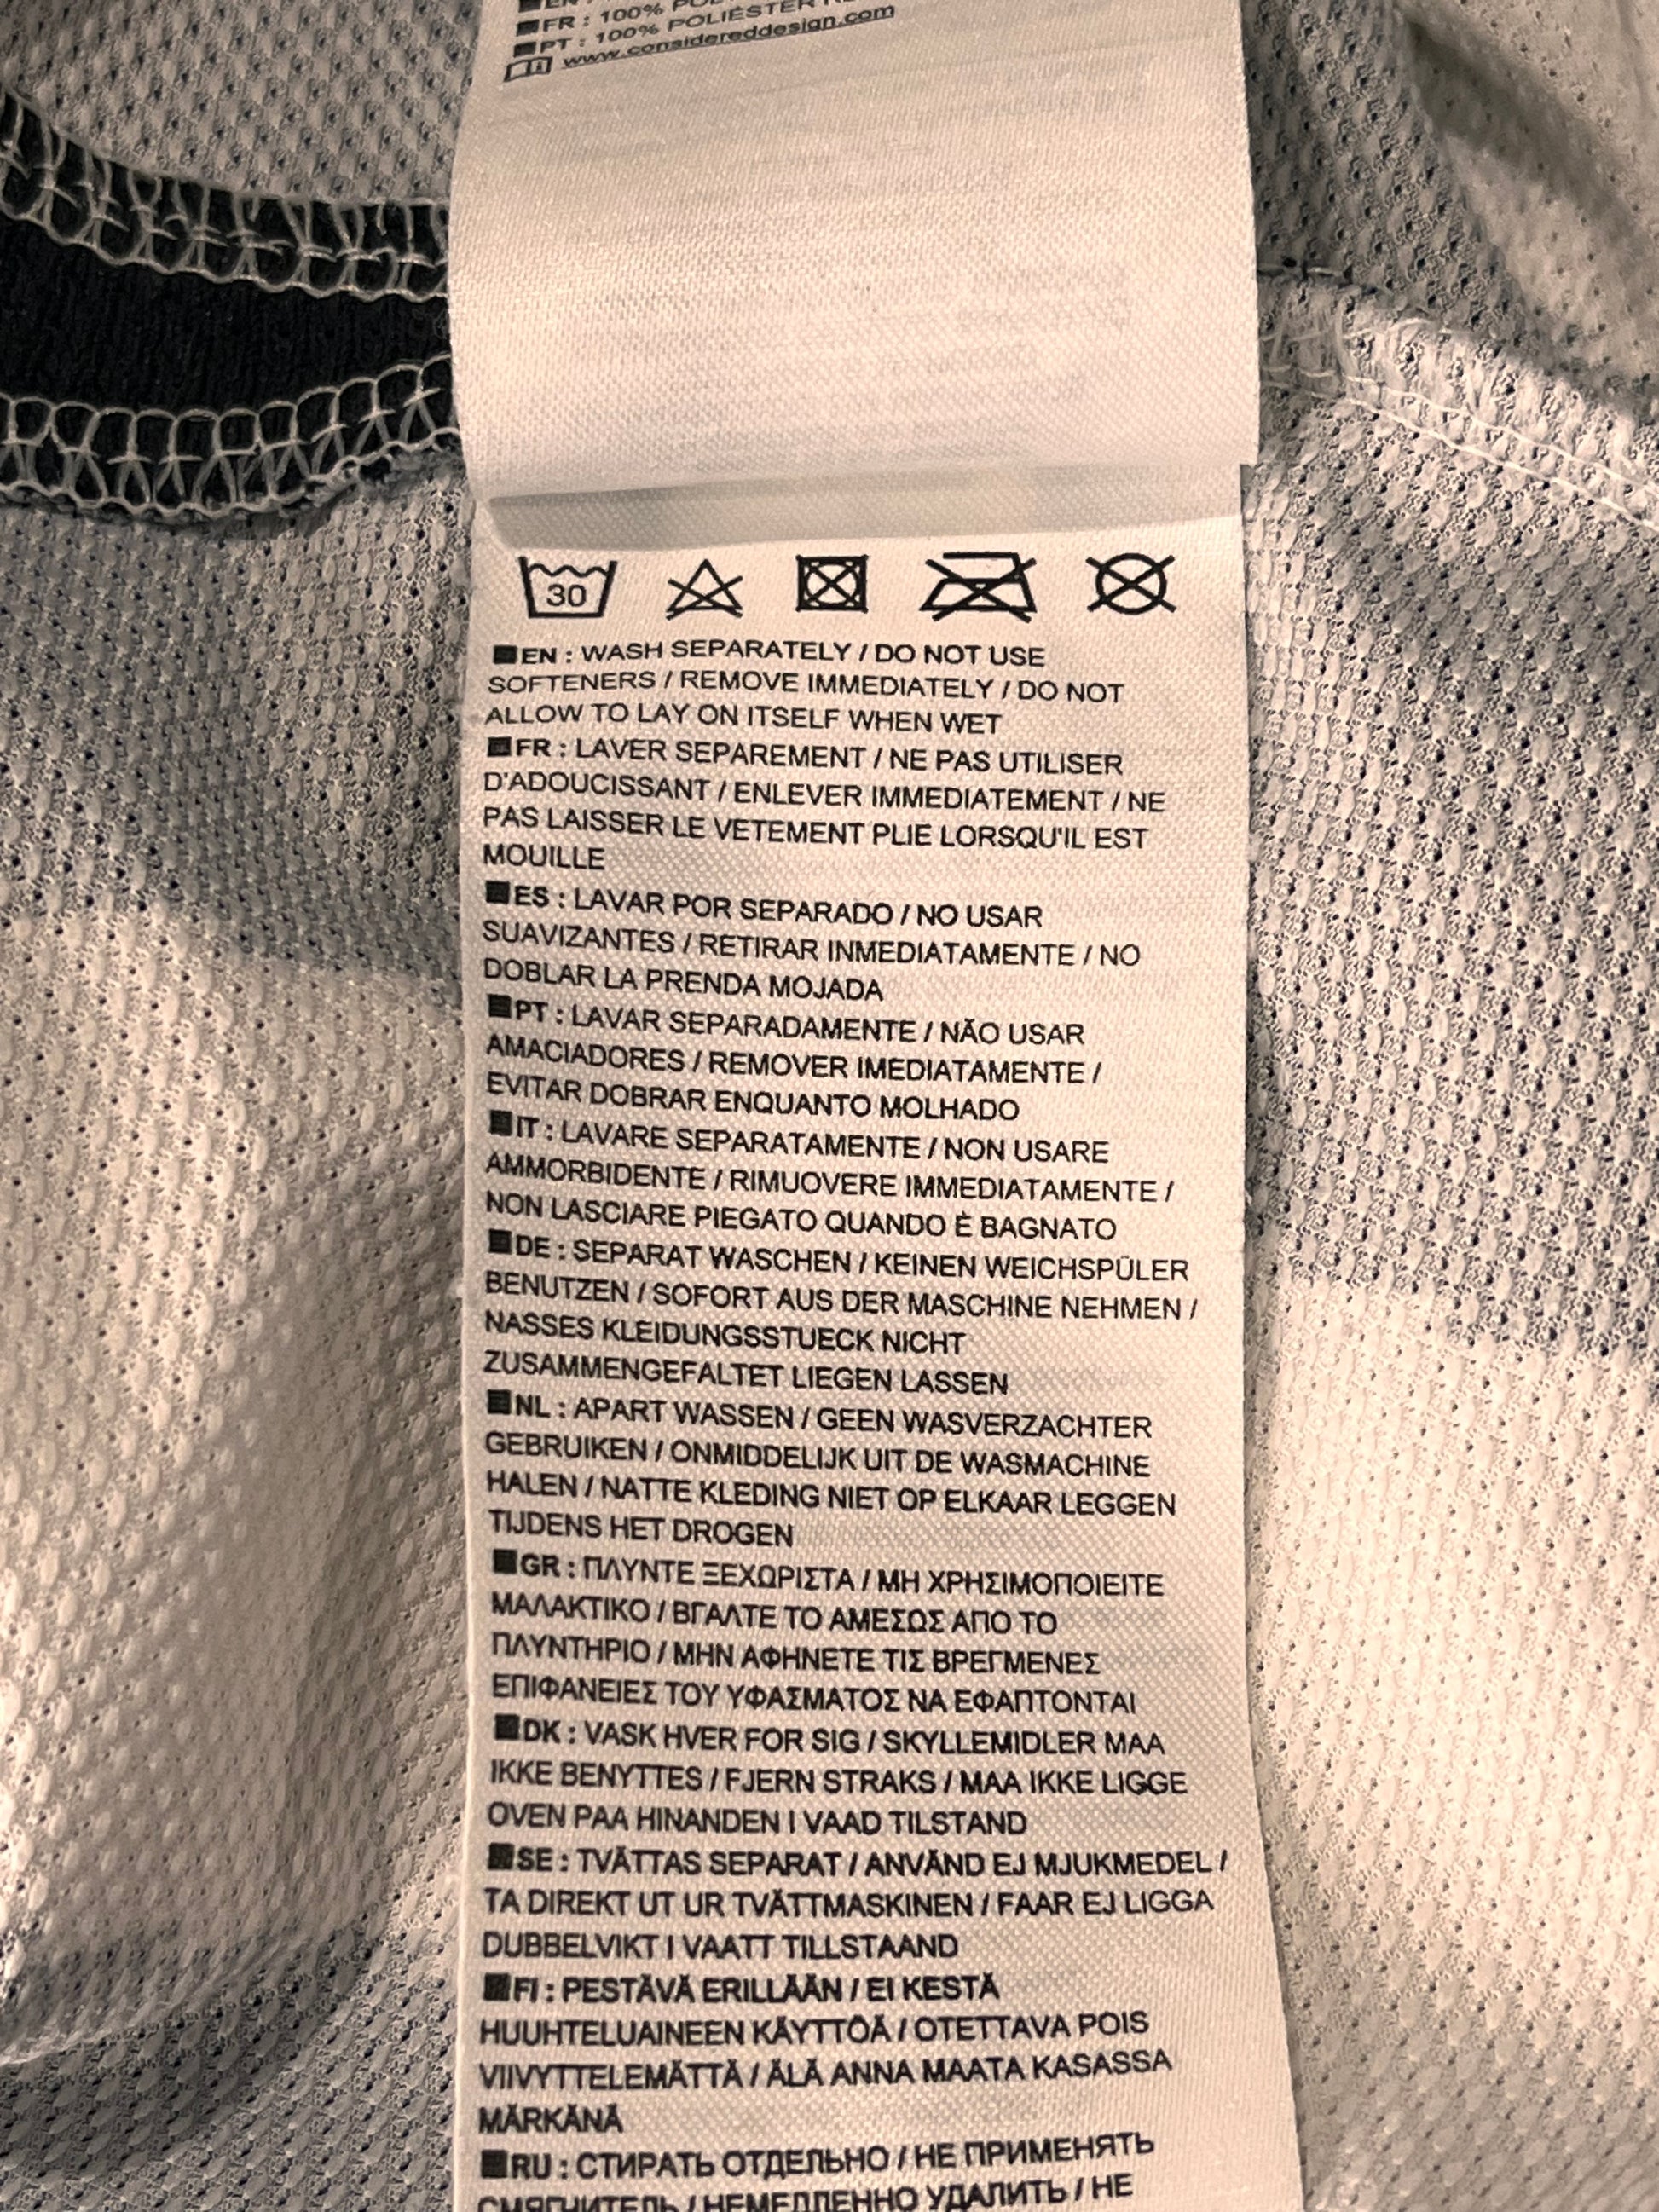 FR : 100%
PT : 100% POLIÉSTER
www.considereddesign.com
30
EN : WASH SEPARATELY / DO NOT USE
SOFTENERS / REMOVE IMMEDIATELY / DO NOT
ALLOW TO LAY ON ITSELF WHEN WET
FR : LAVER SEPAREMENT / NE PAS UTILISER
D'ADOUCISSANT / ENLEVER IMMEDIATEMENT / NE
PAS LAISSER LE VETEMENT PLIE LORSQU'IL EST
MOUILLE
ES : LAVAR POR SEPARADO / NO USAR
SUAVIZANTES / RETIRAR INMEDIATAMENTE / NO
DOBLAR LA PRENDA MOJADA
PT : LAVAR SEPARADAMENTE / NÃO USAR
AMACIADORES / REMOVER IMEDIATAMENTE /
EVITAR DOBRAR ENQUANTO MOLHADO
IT : LAVARE SEPARATAMENTE / NON USARE
AMMORBIDENTE / RIMUOVERE IMMEDIATAMENTE /
NON LASCIARE PIEGATO QUANDO È BAGNATO
DE : SEPARAT WASCHEN / KEINEN WEICHSPÜLER
BENUTZEN / SOFORT AUS DER MASCHINE NEHMEN /
NASSES KLEIDUNGSSTUECK NICHT
ZUSAMMENGEFALTET LIEGEN LASSEN
NL : APART WASSEN / GEEN WASVERZACHTER
GEBRUIKEN / ONMIDDELIJK UIT DE WASMACHINE
HALEN / NATTE KLEDING NIET OP ELKAAR LEGGEN
TIJDENS HET DROGEN
GR : ΠΛΥΝΤΕ ΞΕΧΩΡΙΣΤΑ / ΜΗ ΧΡΗΣΙΜΟΠΟΙΕΙΤΕ
ΜΑΛΑΚΤΙΚΟ / ΒΓΑΛΤΕ ΤΟ ΑΜΕΣΩΣ ΑΠΟ ΤΟ
ΠΛΥΝΤΗΡΙΟ / ΜΗΝ ΑΦΗΝΕΤΕ ΤΙΣ ΒΡΕΓΜΕΝΕΣ
ΕΠΙΦΑΝΕΙΕΣ ΤΟΥ ΥΦΑΣΜΑΤΟΣ ΝΑ ΕΦΑΠΤΟΝΤΑΙ
DK : VASK HVER FOR SIG / SKYLLEMIDLER MAA
IKKE BENYTTES / FJERN STRAKS / MAA IKKE LIGGE
OVEN PAA HINANDEN I VAAD TILSTAND
SE : TVÄTTAS SEPARAT / ANVÄND EJ MJUKMEDEL /
TA DIREKT UT UR TVÄTTMASKINEN / FAAR EJ LIGGA
DUBBELVIKT I VAATT TILLSTAAND
FI : PESTÄVÄ ERILLÄÄN / EI KESTÄ
HUUHTELUAINEEN KÄYTTÖÄ / OTETTAVA POIS
VIIVYTTELEMÄTTÄ / ÄLÄ ANNA MAATA KASASSA
MÄRKÄNÄ
RU : СТИРАТЬ ОТДЕЛЬНО / НЕ ПРИМЕНЯТЬ
СМЯГЧИТЕЛЬ / НЕМЕДЛЕННО УДАЛИТЬ / НЕ